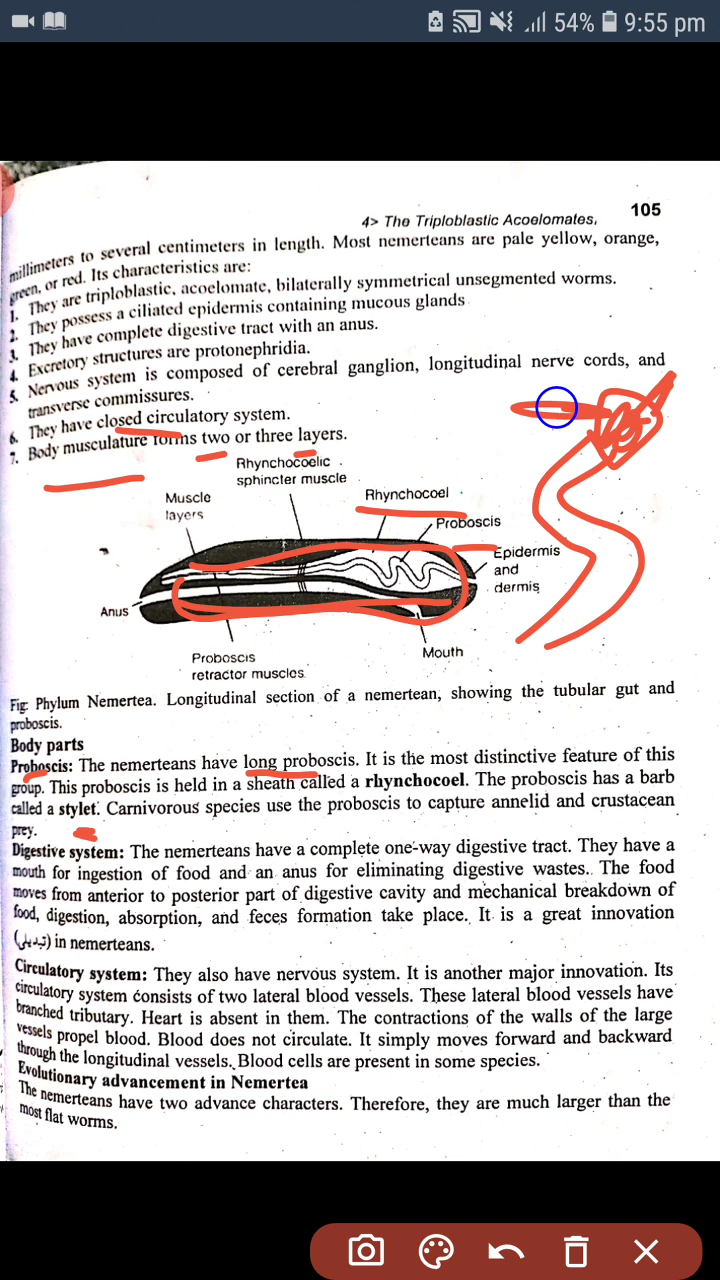 54% 9:55 pm
4> The Triploblastic Acoelomates, 105
millimeters to several centimeters in length. Most nemerteans are pale yellow, orange,
green, or red. Its characteristics are:
1. They are triploblastic, acoelomate, bilaterally symmetrical unsegmented worms.
2. They possess a ciliated epidermis containing mucous glands
3. They have complete digestive tract with an anus.
4. Excretory structures are protonephridia.
5. Nervous system is composed of cerebral ganglion, longitudinal nerve cords, and
transverse commissures.
6. They have closed circulatory system.
7. Body musculature forms two or three layers.
Rhynchocoelic
sphincter muscle
Muscle
layers
Rhynchocoel
Proboscis
Epidermis
and
dermis
Anus
Mouth
Proboscis
retractor muscles
Fig: Phylum Nemertea. Longitudinal section of a nemertean, showing the tubular gut and
proboscis.
Body parts
Proboscis: The nemerteans have long proboscis. It is the most distinctive feature of this
group. This proboscis is held in a sheath called a rhynchocoel. The proboscis has a barb
called a stylet. Carnivorous species use the proboscis to capture annelid and crustacean
prey.
Digestive system: The nemerteans have a complete one-way digestive tract. They have a
mouth for ingestion of food and an anus for eliminating digestive wastes. The food
moves from anterior to posterior part of digestive cavity and mechanical breakdown of
food, digestion, absorption, and feces formation take place. It is a great innovation
(تبدیلی) in nemerteans.
Circulatory system: They also have nervous system. It is another major innovation. Its
circulatory system consists of two lateral blood vessels. These lateral blood vessels have
branched tributary. Heart is absent in them. The contractions of the walls of the large
vessels propel blood. Blood does not circulate. It simply moves forward and backward
through the longitudinal vessels. Blood cells are present in some species.
Evolutionary advancement in Nemertea
The nemerteans have two advance characters. Therefore, they are much larger than the
most flat worms.